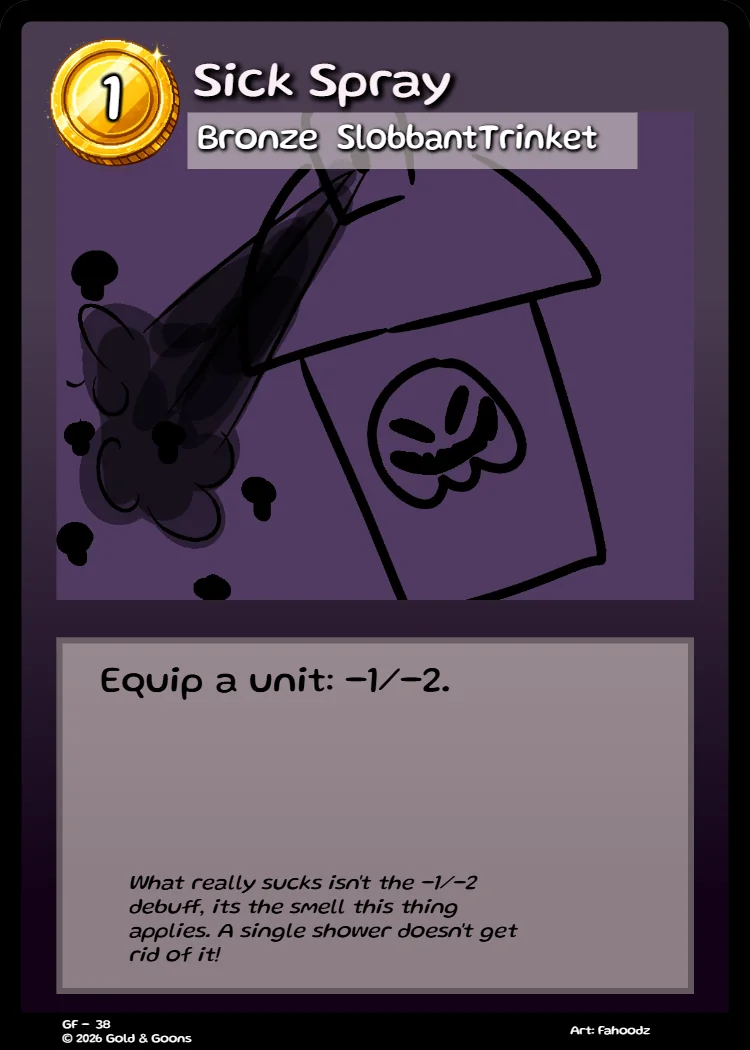 1
Sick Spray
Bronze SlobbantTrinket
Equip a unit: -1/-2.
What really sucks isn't the -1/-2
debuff, its the smell this thing
applies. A single shower doesn't get
rid of it!
GF - 38
© 2026 Gold & Goons
Art: Fahoodz